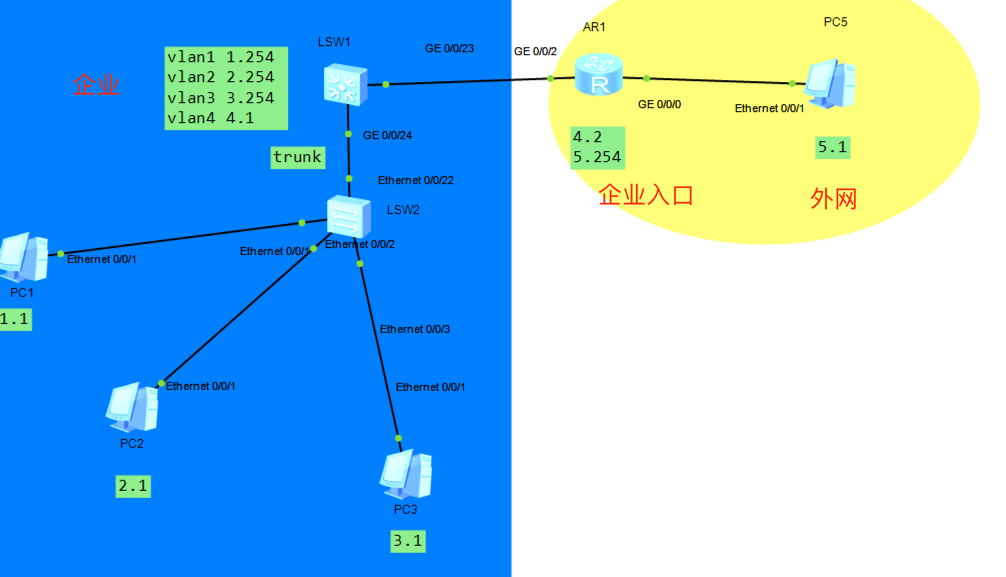 LSW1
GE 0/0/23
GE 0/0/2
AR1
PC5
企业
vlan1 1.254
vlan2 2.254
vlan3 3.254
vlan4 4.1
R
GE 0/0/0
Ethernet 0/0/1
GE 0/0/24
4.2
5.254
5.1
trunk
Ethernet 0/0/22
企业入口
外网
LSW2
Ethernet 0/0/1
Ethernet 0/0/2
Ethernet 0/0/1
PC1
1.1
Ethernet 0/0/3
Ethernet 0/0/1
Ethernet 0/0/1
PC2
2.1
PC3
3.1